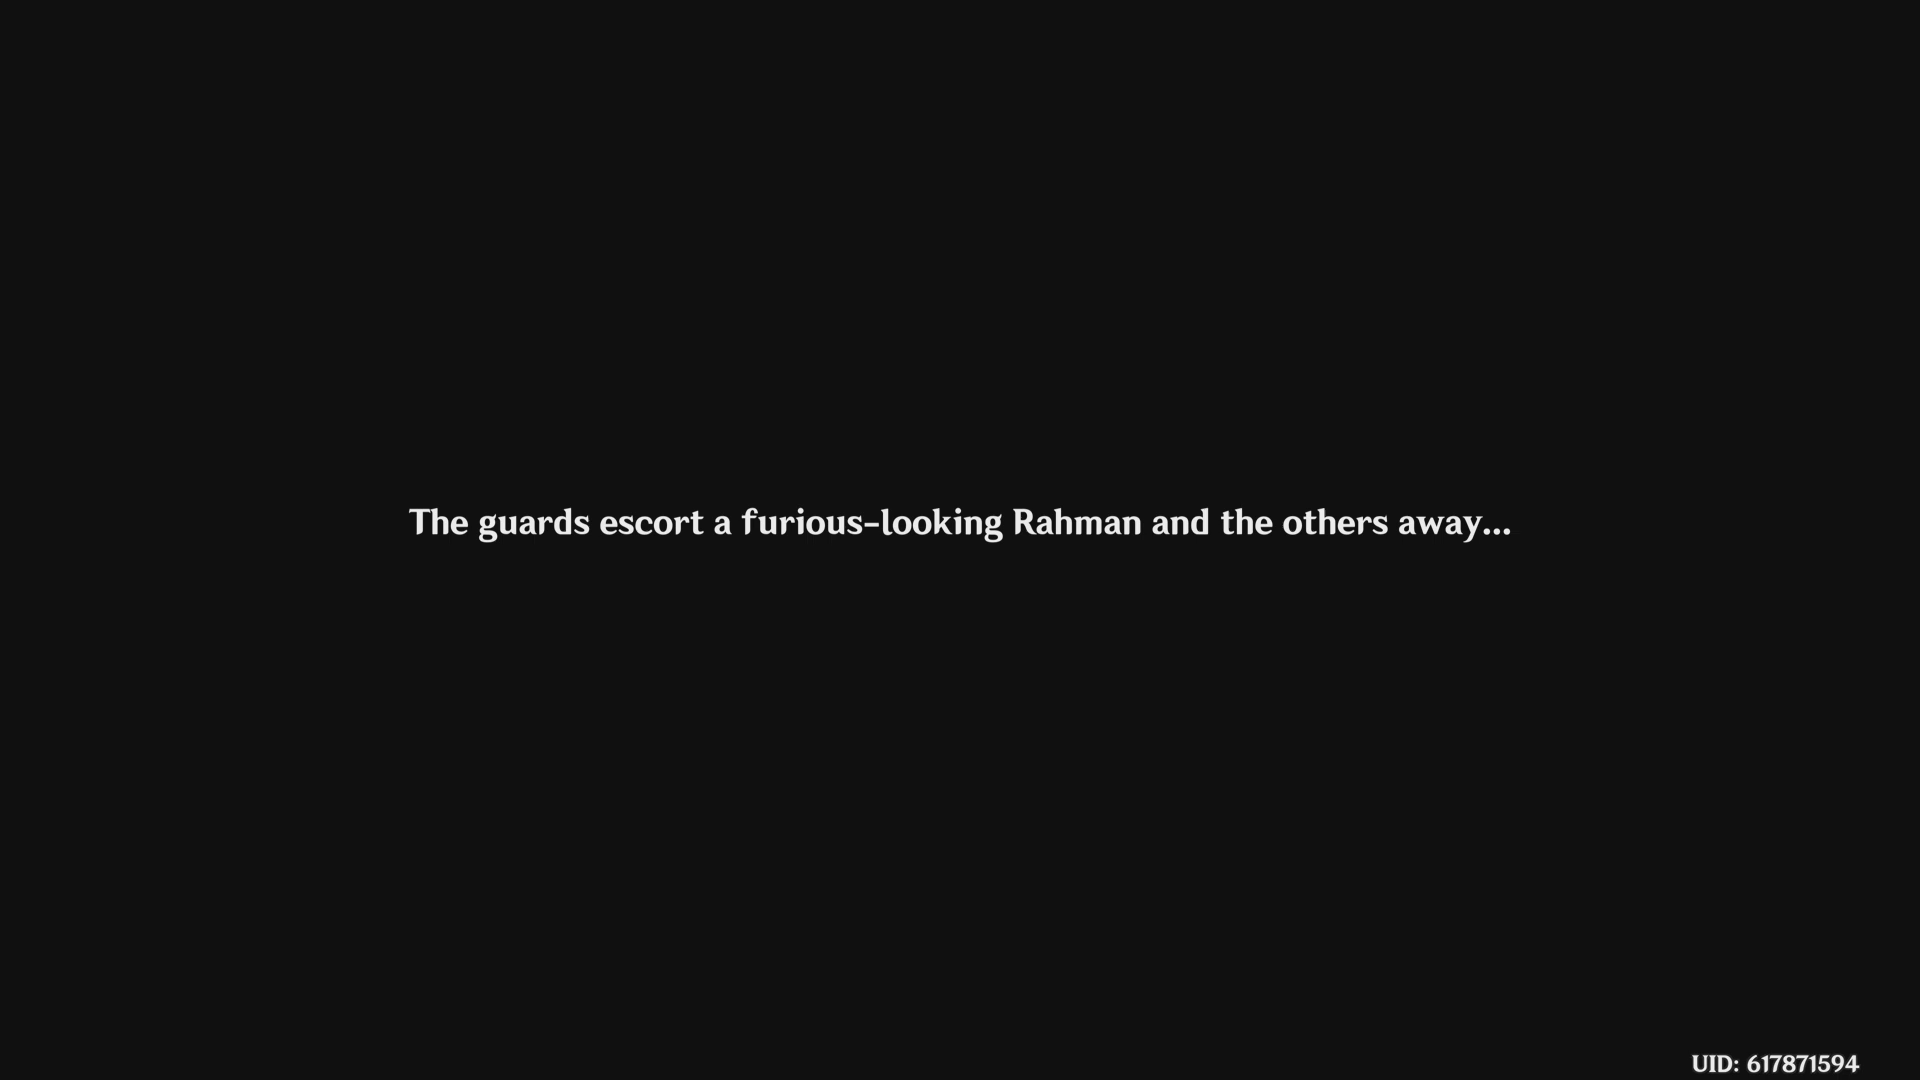 The guards escort a furious-looking Rahman and the others away...
UID: 617871594